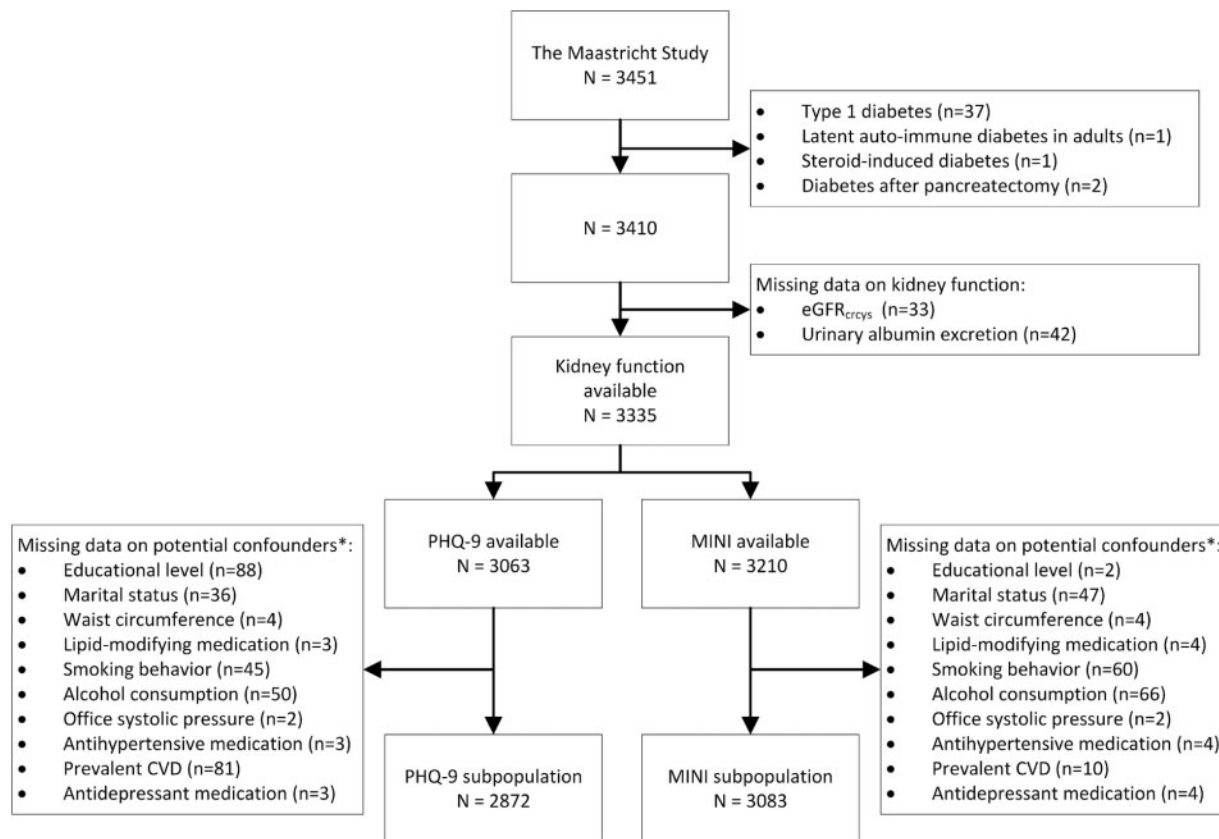 The Maastricht Study
N = 3451
• Type 1 diabetes (n=37)
• Latent auto-immune diabetes in adults (n=1)
• Steroid-induced diabetes (n=1)
• Diabetes after pancreatectomy (n=2)
N = 3410
Missing data on kidney function:
• eGFRcrcys (n=33)
• Urinary albumin excretion (n=42)
Kidney function
available
N = 3335
PHQ-9 available
N = 3063
MINI available
N = 3210
Missing data on potential confounders*:
• Educational level (n=88)
• Marital status (n=36)
• Waist circumference (n=4)
• Lipid-modifying medication (n=3)
• Smoking behavior (n=45)
• Alcohol consumption (n=50)
• Office systolic pressure (n=2)
• Antihypertensive medication (n=3)
• Prevalent CVD (n=81)
• Antidepressant medication (n=3)
Missing data on potential confounders*:
• Educational level (n=2)
• Marital status (n=47)
• Waist circumference (n=4)
• Lipid-modifying medication (n=4)
• Smoking behavior (n=60)
• Alcohol consumption (n=66)
• Office systolic pressure (n=2)
• Antihypertensive medication (n=4)
• Prevalent CVD (n=10)
• Antidepressant medication (n=4)
PHQ-9 subpopulation
N = 2872
MINI subpopulation
N = 3083